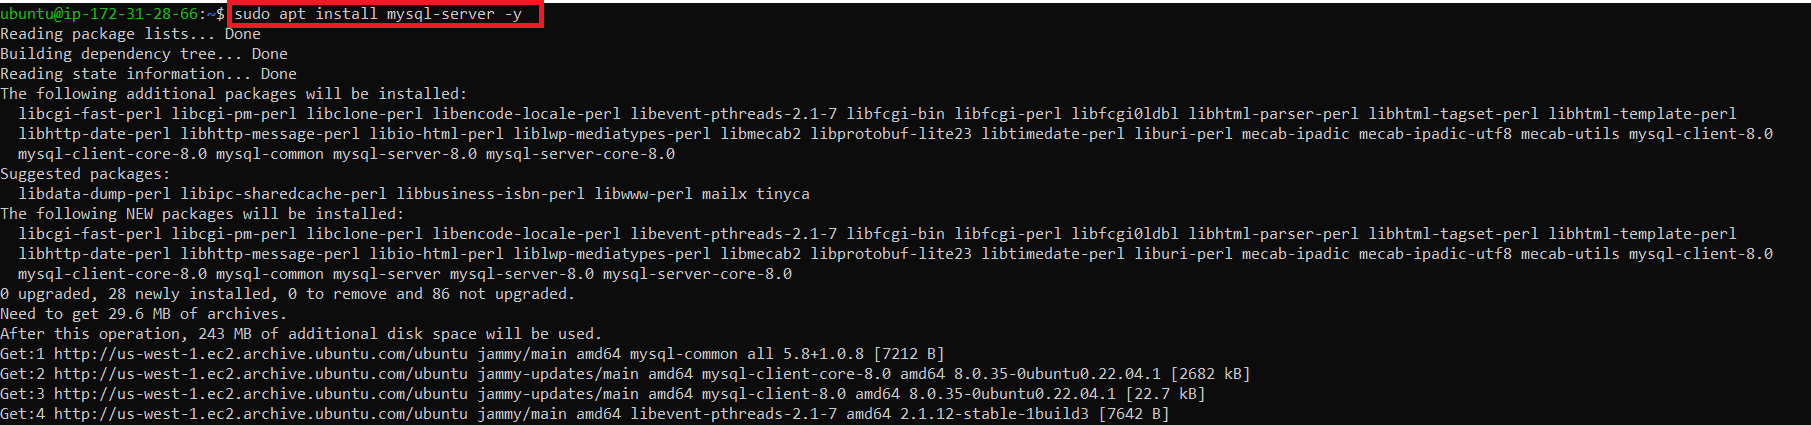 ubuntu@ip-172-31-28-66:~$ sudo apt install mysql-server -y
Reading package lists... Done
Building dependency tree... Done
Reading state information... Done
The following additional packages will be installed:
  libcgi-fast-perl libcgi-pm-perl libclone-perl libencode-locale-perl libevent-pthreads-2.1-7 libfcgi-bin libfcgi-perl libfcgi0ldbl libhtml-parser-perl libhtml-tagset-perl libhtml-template-perl
  libhttp-date-perl libhttp-message-perl libio-html-perl liblwp-mediatypes-perl libmecab2 libprotobuf-lite23 libtimedate-perl liburi-perl mecab-ipadic mecab-ipadic-utf8 mecab-utils mysql-client-8.0
  mysql-client-core-8.0 mysql-common mysql-server-8.0 mysql-server-core-8.0
Suggested packages:
  libdata-dump-perl libipc-sharedcache-perl libbusiness-isbn-perl libwww-perl mailx tinyca
The following NEW packages will be installed:
  libcgi-fast-perl libcgi-pm-perl libclone-perl libencode-locale-perl libevent-pthreads-2.1-7 libfcgi-bin libfcgi-perl libfcgi0ldbl libhtml-parser-perl libhtml-tagset-perl libhtml-template-perl
  libhttp-date-perl libhttp-message-perl libio-html-perl liblwp-mediatypes-perl libmecab2 libprotobuf-lite23 libtimedate-perl liburi-perl mecab-ipadic mecab-ipadic-utf8 mecab-utils mysql-client-8.0
  mysql-client-core-8.0 mysql-common mysql-server mysql-server-8.0 mysql-server-core-8.0
0 upgraded, 28 newly installed, 0 to remove and 86 not upgraded.
Need to get 29.6 MB of archives.
After this operation, 243 MB of additional disk space will be used.
Get:1 http://us-west-1.ec2.archive.ubuntu.com/ubuntu jammy/main amd64 mysql-common all 5.8+1.0.8 [7212 B]
Get:2 http://us-west-1.ec2.archive.ubuntu.com/ubuntu jammy-updates/main amd64 mysql-client-core-8.0 amd64 8.0.35-0ubuntu0.22.04.1 [2682 kB]
Get:3 http://us-west-1.ec2.archive.ubuntu.com/ubuntu jammy-updates/main amd64 mysql-client-8.0 amd64 8.0.35-0ubuntu0.22.04.1 [22.7 kB]
Get:4 http://us-west-1.ec2.archive.ubuntu.com/ubuntu jammy/main amd64 libevent-pthreads-2.1-7 amd64 2.1.12-stable-1build3 [7642 B]